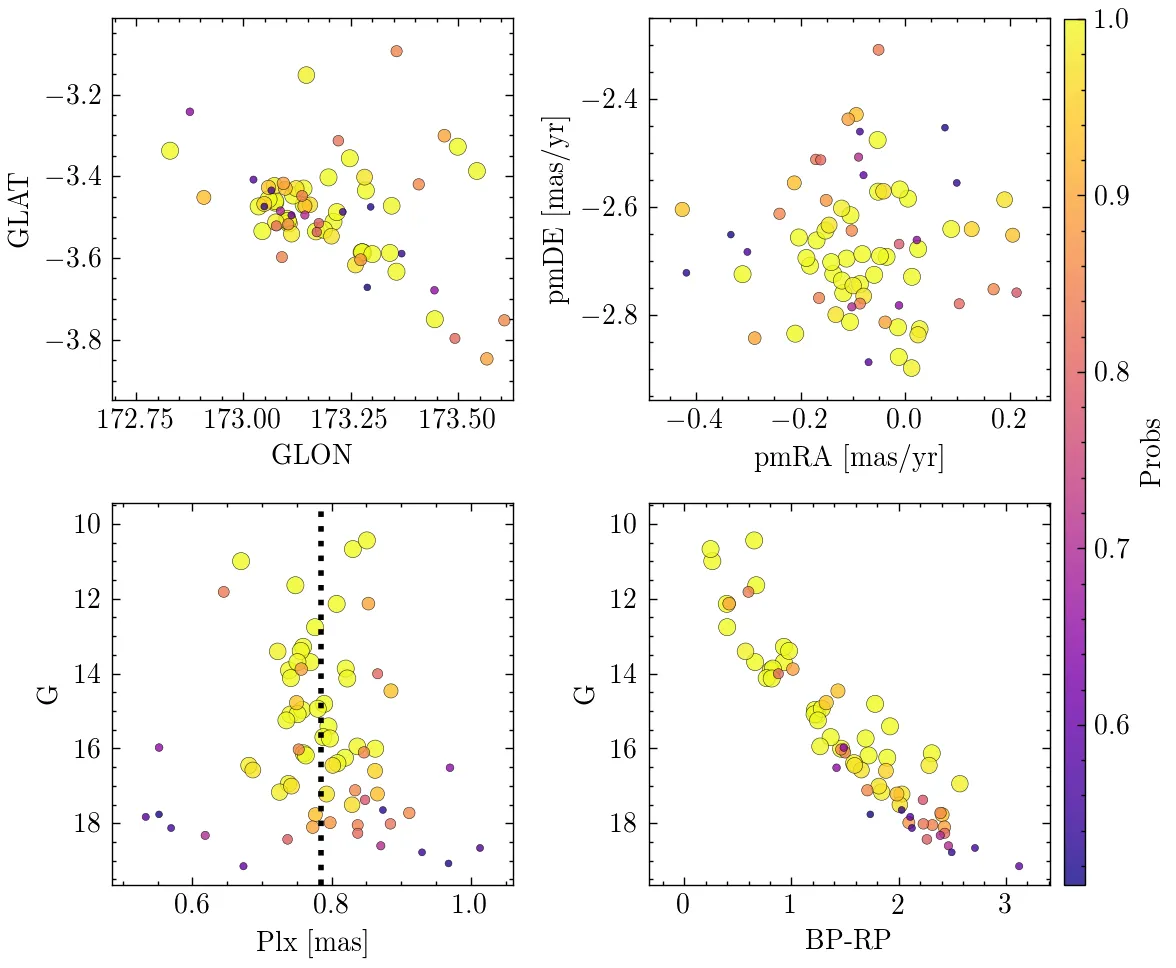 −3.2
−3.4
−3.6
−3.8
GLAT
172.75 173.00 173.25 173.50
GLON
−2.4
−2.6
−2.8
pmDE [mas/yr]
−0.4 −0.2 0.0 0.2
pmRA [mas/yr]
10
12
14
16
18
G
0.6 0.8 1.0
Plx [mas]
10
12
14
16
18
G
0 1 2 3
BP-RP
1.0
0.9
0.8
0.7
0.6
Probs